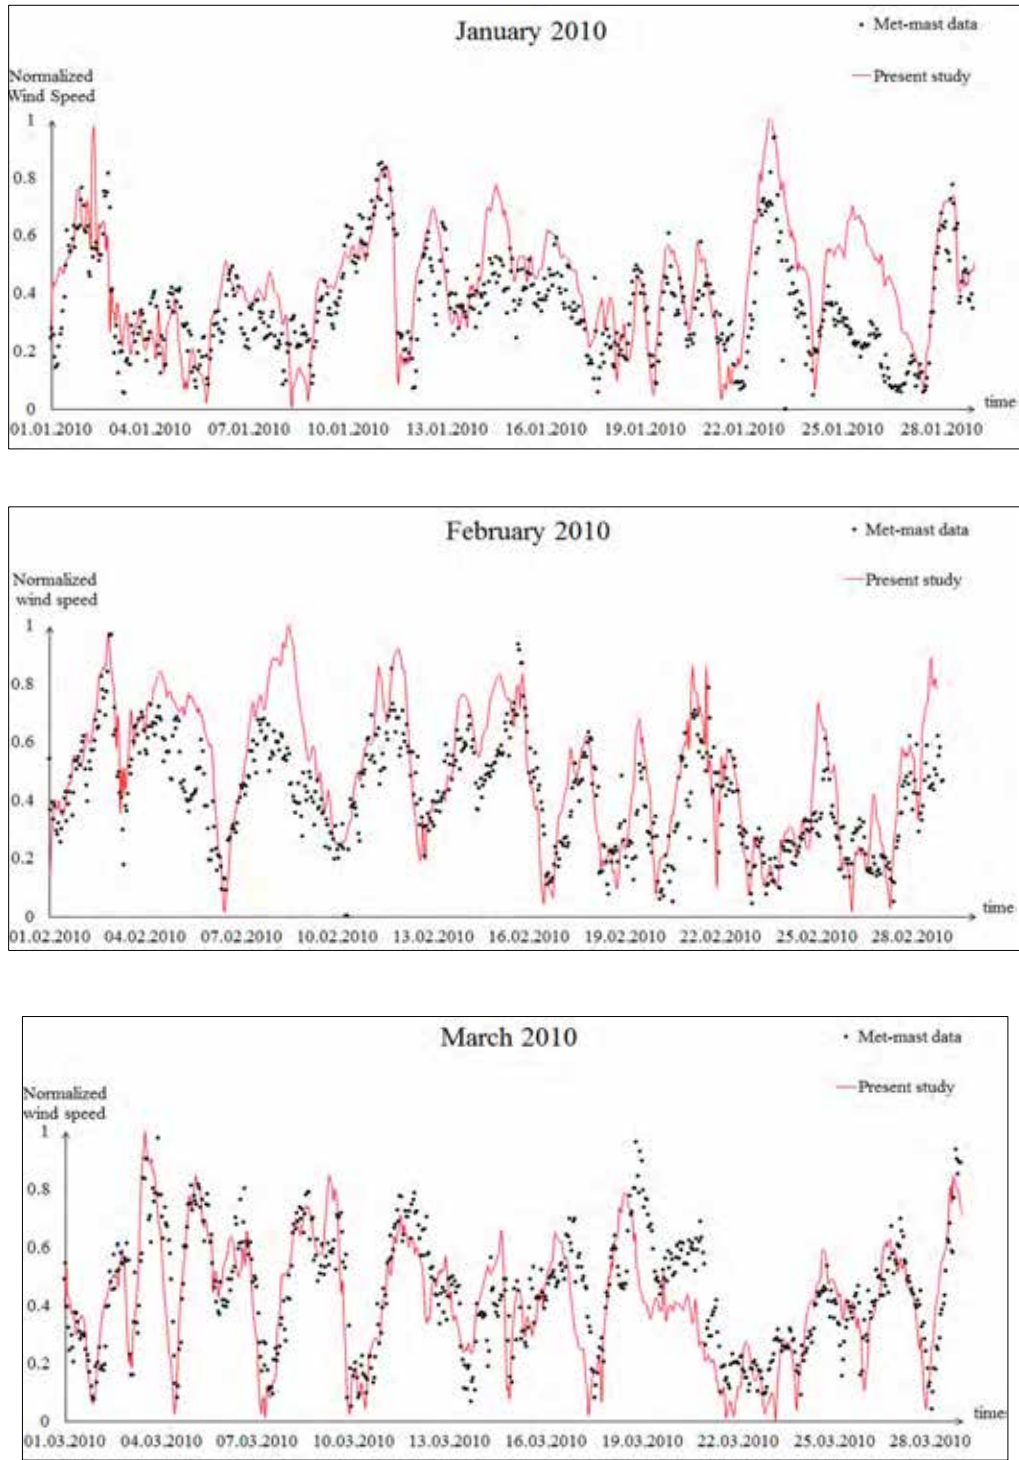 January 2010
Met-mast data
Present study
Normalized
Wind Speed
1
0.8
0.6
0.4
0.2
0
time
01.01.2010 04.01.2010 07.01.2010 10.01.2010 13.01.2010 16.01.2010 19.01.2010 22.01.2010 25.01.2010 28.01.2010
February 2010
Met-mast data
Present study
Normalized
wind speed
1
0.8
0.6
0.4
0.2
0
time
01.02.2010 04.02.2010 07.02.2010 10.02.2010 13.02.2010 16.02.2010 19.02.2010 22.02.2010 25.02.2010 28.02.2010
March 2010
Met-mast data
Present study
Normalized
wind speed
1
0.8
0.6
0.4
0.2
0
time
01.03.2010 04.03.2010 07.03.2010 10.03.2010 13.03.2010 16.03.2010 19.03.2010 22.03.2010 25.03.2010 28.03.2010